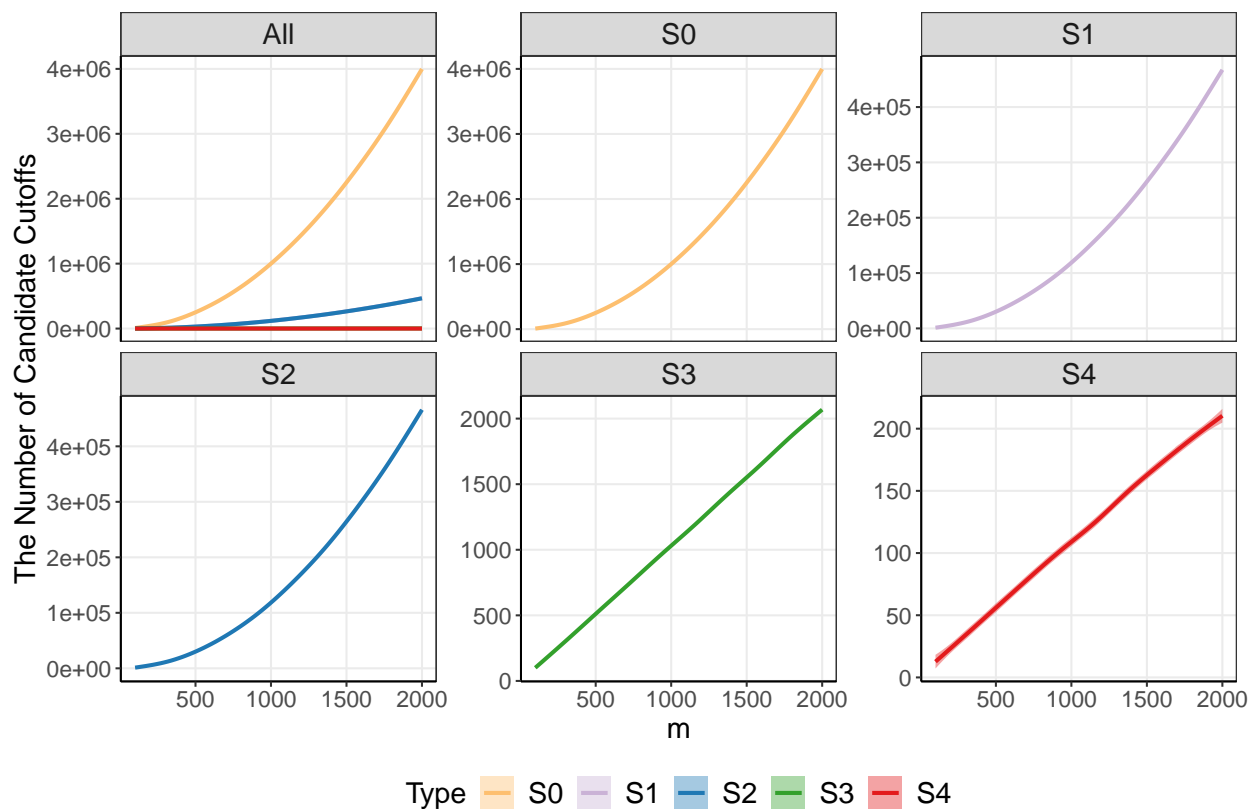 All S0 S1
4e+06
3e+06
2e+06
1e+06
0e+00
4e+06
3e+06
2e+06
1e+06
0e+00
4e+05
3e+05
2e+05
1e+05
0e+00
The Number of Candidate Cutoffs
S2 S3 S4
4e+05
3e+05
2e+05
1e+05
0e+00
2000
1500
1000
500
0
200
150
100
50
0
500 1000 1500 2000 500 1000 1500 2000 500 1000 1500 2000
m
Type S0 S1 S2 S3 S4